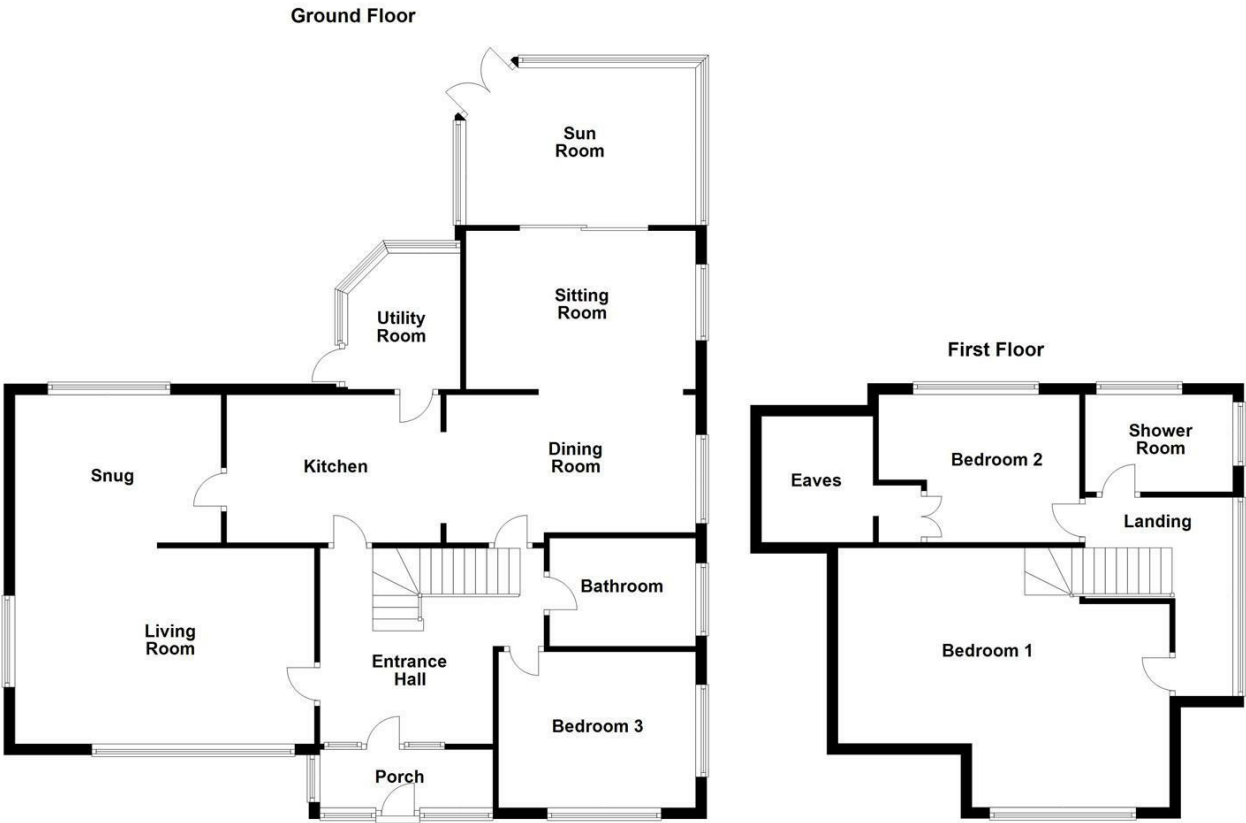 Ground Floor
Sun
Room
Sitting
Room
Utility
Room
Snug
Kitchen
Dining
Room
Bathroom
Living
Room
Entrance
Hall
Bedroom 3
Porch
First Floor
Shower
Room
Bedroom 2
Eaves
Landing
Bedroom 1